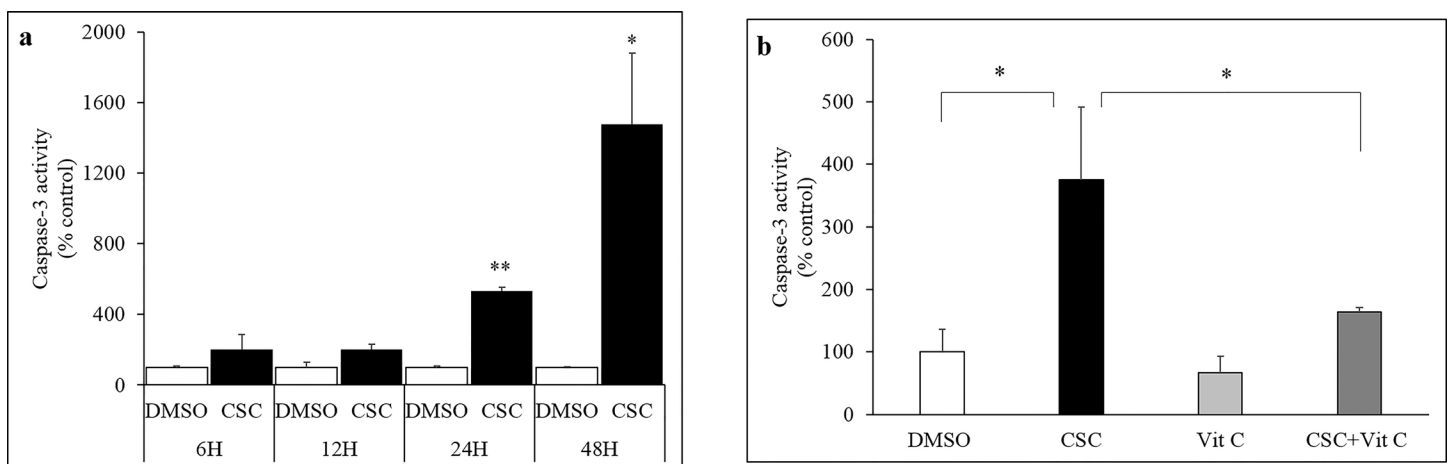 a
Caspase-3 activity
(% control)
2000
1600
1200
800
400
0
*
**
DMSO CSC DMSO CSC DMSO CSC DMSO CSC
6H 12H 24H 48H
b
Caspase-3 activity
(% control)
600
500
400
300
200
100
0
* *
DMSO CSC Vit C CSC+Vit C